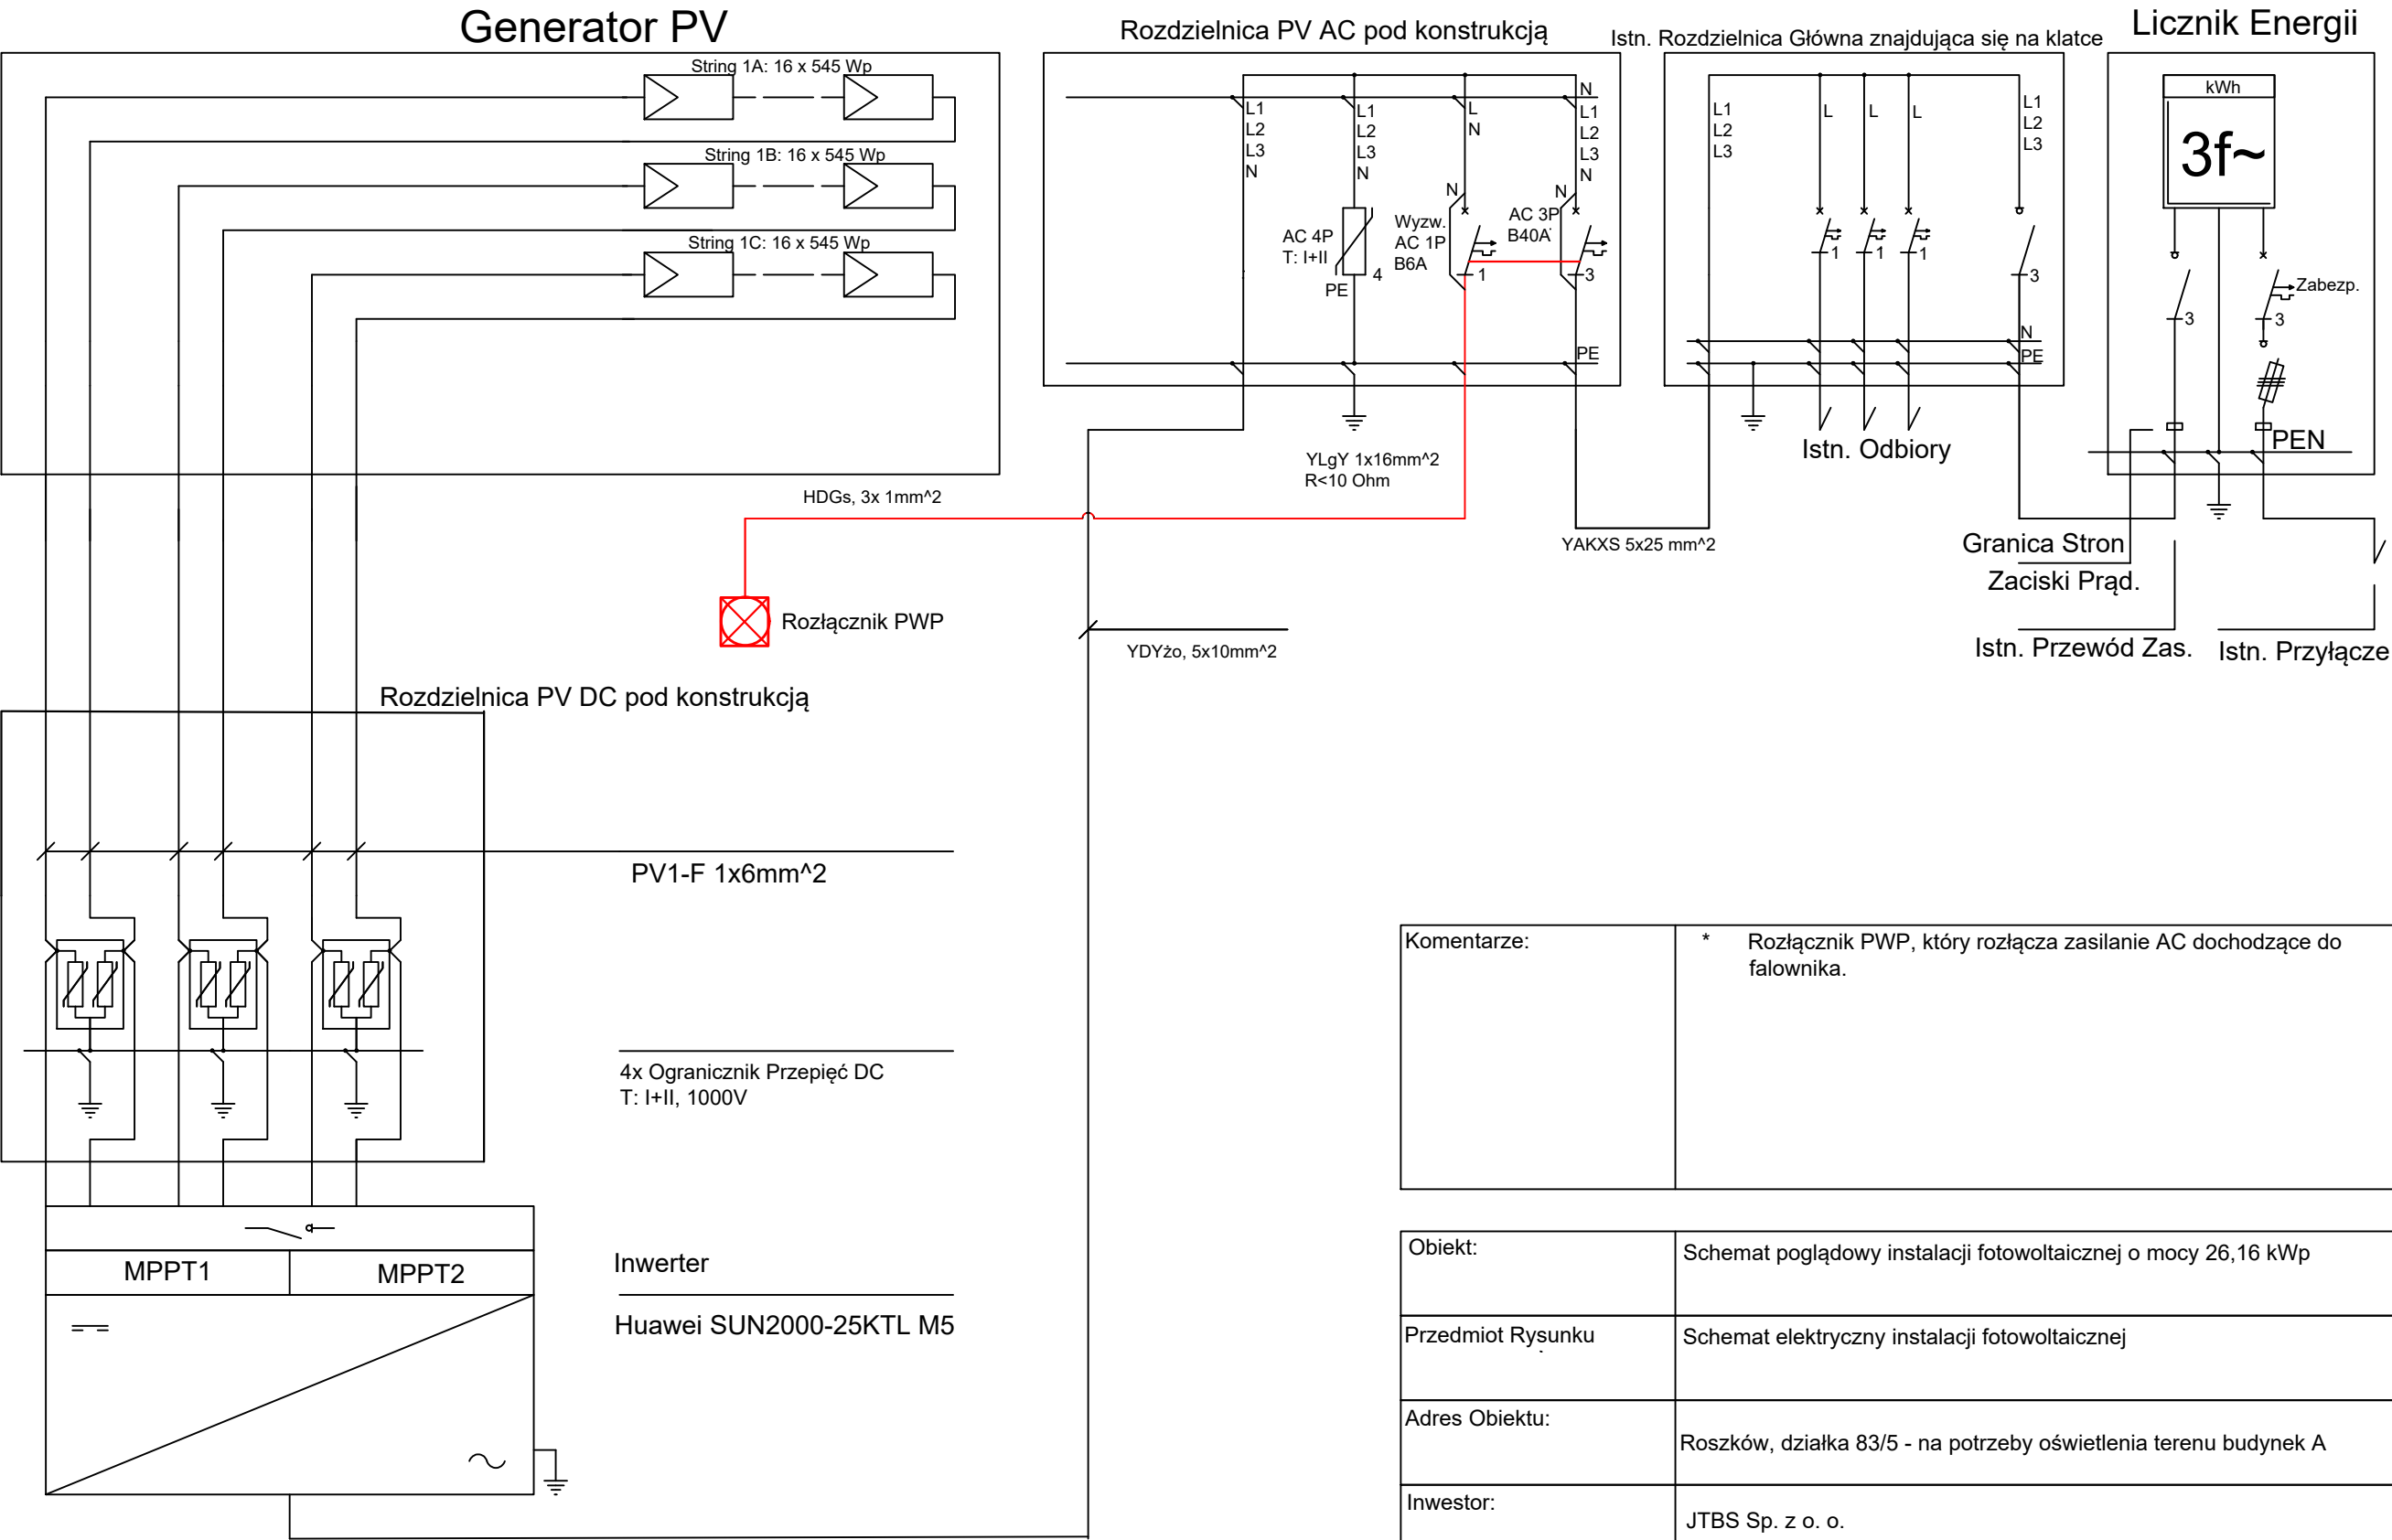 Generator PV
Rozdzielnica PV AC pod konstrukcją
Istn. Rozdzielnica Główna znajdująca się na klatce
Licznik Energii
String 1A: 16 x 545 Wp
String 1B: 16 x 545 Wp
String 1C: 16 x 545 Wp
L1
L2
L3
N
L1
L2
L3
N
L
N
N
L1
L2
L3
N
N
N
AC 4P
T: I+II
4
PE
Wyzw.
AC 1P
B6A
1
AC 3P
B40A
3
PE
L1
L2
L3
L
L
L
L1
L2
L3
1
1
1
3
N
PE
kWh
3f~
Zabezp.
3
3
PEN
Istn. Odbiory
YLgY 1x16mm^2
R<10 Ohm
HDGs, 3x 1mm^2
YAKXS 5x25 mm^2
Granica Stron
Zaciski Prąd.
Istn. Przewód Zas.
Istn. Przyłącze
Rozłącznik PWP
YDYżo, 5x10mm^2
Rozdzielnica PV DC pod konstrukcją
PV1-F 1x6mm^2
4x Ogranicznik Przepięć DC
T: I+II, 1000V
MPPT1
MPPT2
Inwerter
Huawei SUN2000-25KTL M5
Komentarze:
* Rozłącznik PWP, który rozłącza zasilanie AC dochodzące do
falownika.
Obiekt:
Schemat poglądowy instalacji fotowoltaicznej o mocy 26,16 kWp
Przedmiot Rysunku
Schemat elektryczny instalacji fotowoltaicznej
Adres Obiektu:
Roszków, działka 83/5 - na potrzeby oświetlenia terenu budynek A
Inwestor:
JTBS Sp. z o. o.